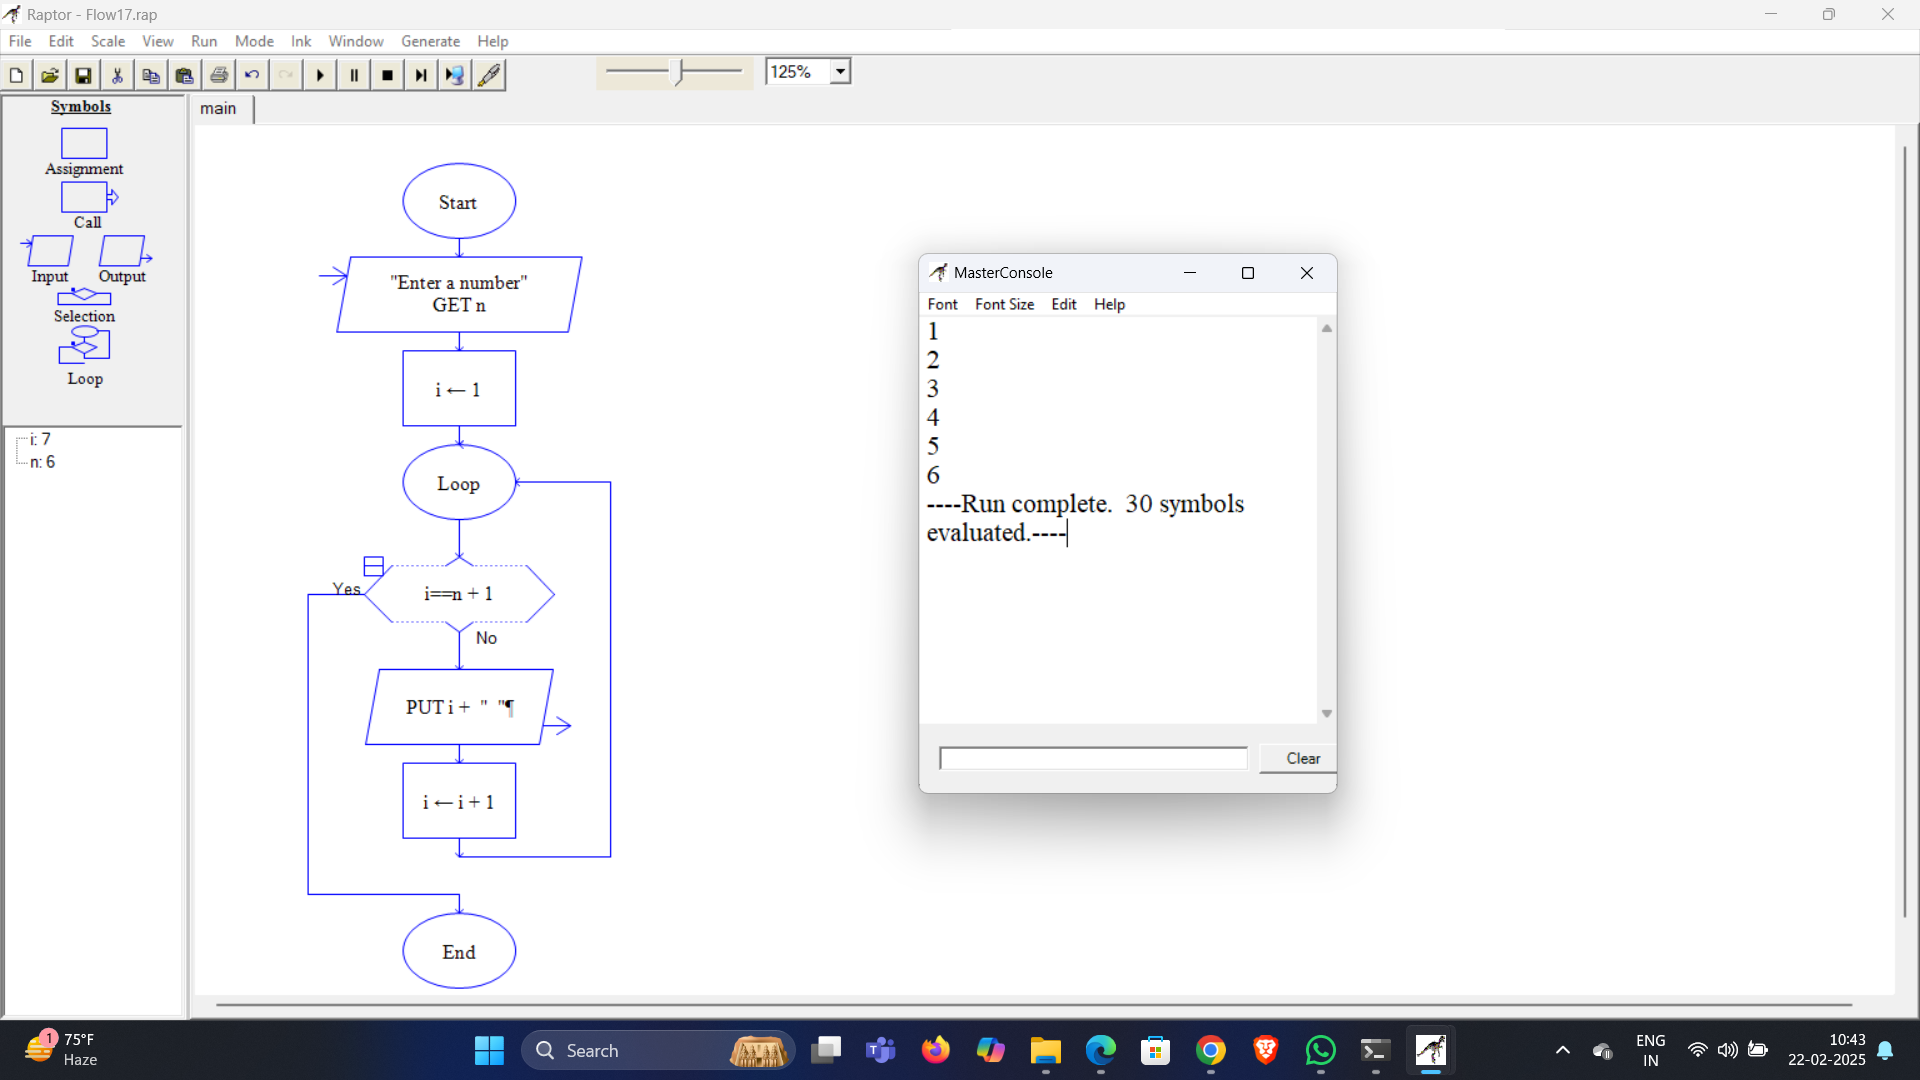 Raptor - Flow17.rap
File Edit Scale View Run Mode Ink Window Generate Help
125%
Symbols
Assignment
Call
Input Output
Selection
Loop
i: 7
n: 6
main
Start
"Enter a number"
GET n
i ← 1
Loop
Yes
i==n + 1
No
PUT i + " "¶
i ← i + 1
End
MasterConsole
Font Font Size Edit Help
1
2
3
4
5
6
----Run complete. 30 symbols
evaluated.----
Clear
1
75°F
Haze
Search
ENG
IN
10:43
22-02-2025